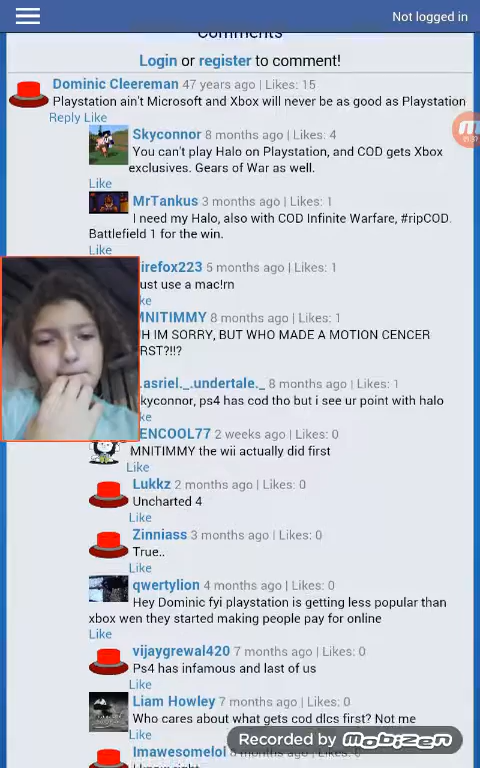 Not logged in
Comments
Login or register to comment!
Dominic Cleereman 47 years ago | Likes: 15
Playstation ain't Microsoft and Xbox will never be as good as Playstation
Reply Like
Skyconnor 8 months ago | Likes: 4
You can't play Halo on Playstation, and COD gets Xbox
exclusives. Gears of War as well.
Like
MrTankus 3 months ago | Likes: 1
I need my Halo, also with COD Infinite Warfare, #ripCOD.
Battlefield 1 for the win.
Like
irefox223 5 months ago | Likes: 1
ust use a mac!rn
ke
MNITIMMY 8 months ago | Likes: 1
H IM SORRY, BUT WHO MADE A MOTION CENCER
RST?!!?
.asriel._.undertale._ 8 months ago | Likes: 1
kyconnor, ps4 has cod tho but i see ur point with halo
ke
ENCOOL77 2 weeks ago | Likes: 0
MNITIMMY the wii actually did first
Like
Lukkz 2 months ago | Likes: 0
Uncharted 4
Like
Zinniass 3 months ago | Likes: 0
True..
Like
qwertylion 4 months ago | Likes: 0
Hey Dominic fyi playstation is getting less popular than
xbox wen they started making people pay for online
Like
vijaygrewal420 7 months ago | Likes: 0
Ps4 has infamous and last of us
Like
Liam Howley 7 months ago | Likes: 0
Who cares about what gets cod dlcs first? Not me
Like
Recorded by Mobizen
Imawesomelol 8 months ago | Likes: 0